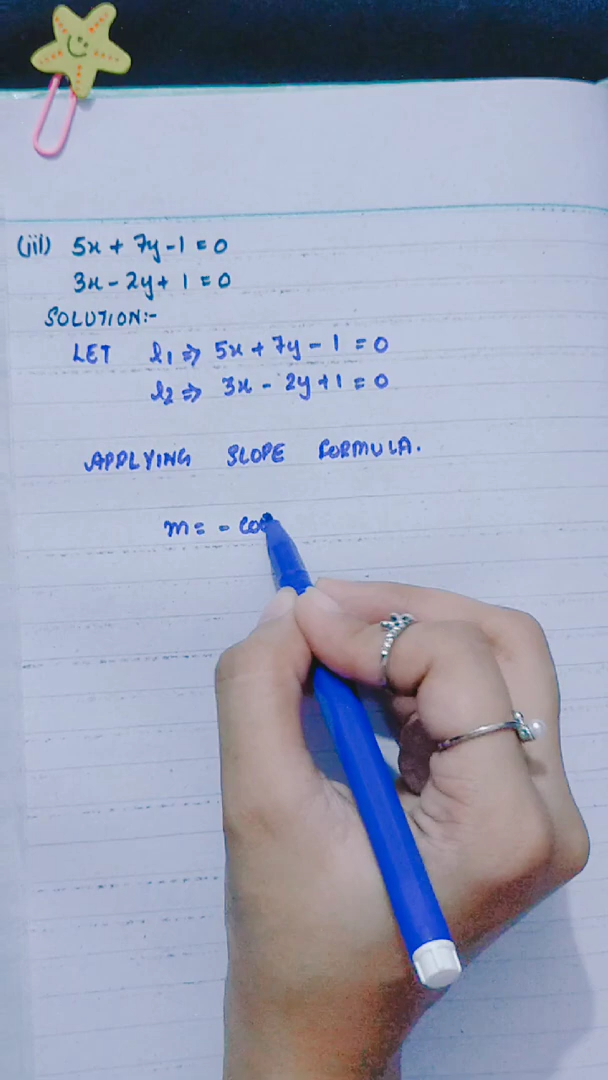 (iii) 5x + 7y - 1 = 0
3x - 2y + 1 = 0
SOLUTION:-
LET l₁ ⇒ 5x + 7y - 1 = 0
l₂ ⇒ 3x - 2y + 1 = 0
APPLYING SLOPE FORMULA.
m = - coe